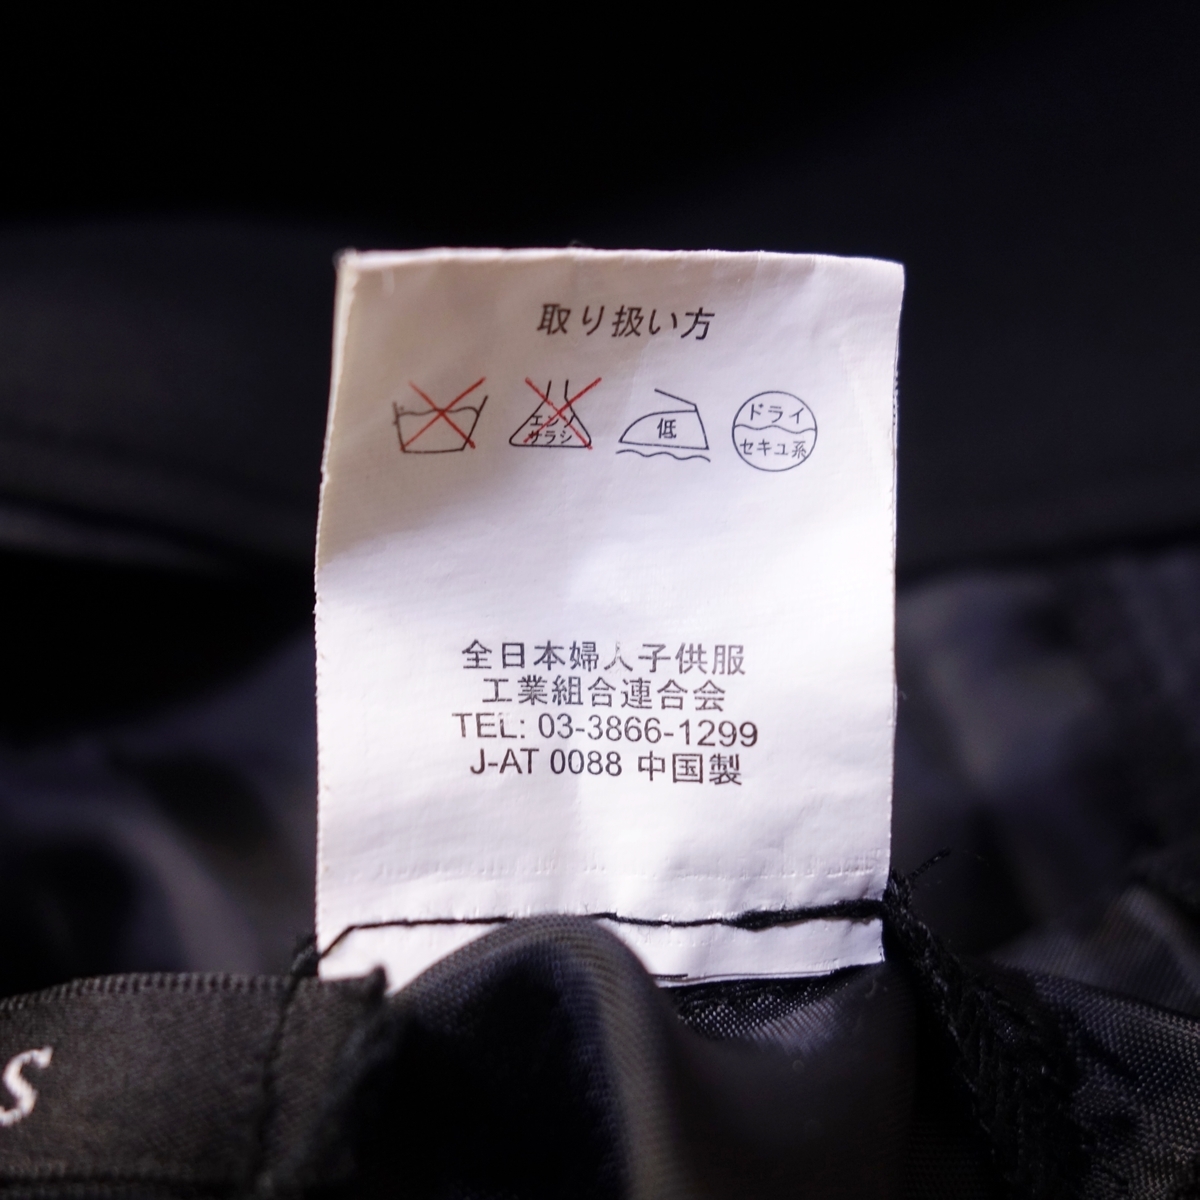 取り扱い方
エンソ
サラシ
低
ドライ
セキユ系
全日本婦人子供服
工業組合連合会
TEL: 03-3866-1299
J-AT 0088 中国製
S